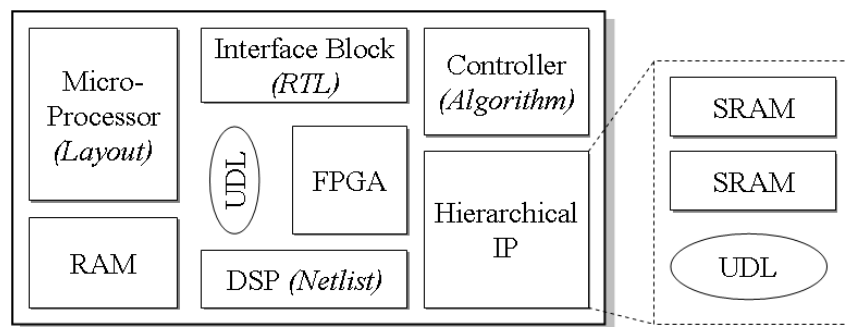 Micro-
Processor
(Layout)
RAM
Interface Block
(RTL)
UDL
FPGA
DSP (Netlist)
Controller
(Algorithm)
Hierarchical
IP
SRAM
SRAM
UDL